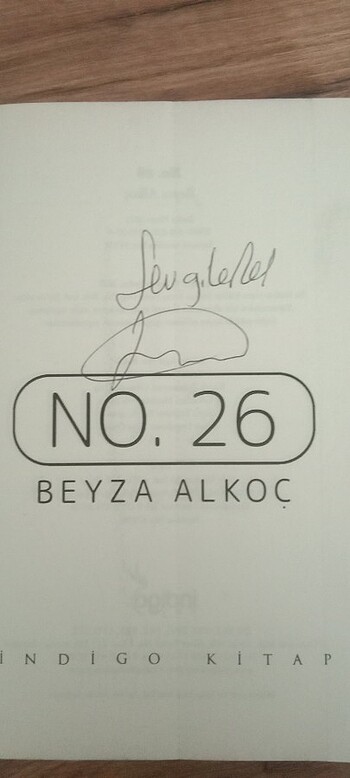 Sevgilerle
NO. 26
BEYZA ALKOÇ
İNDİGO KİTAP